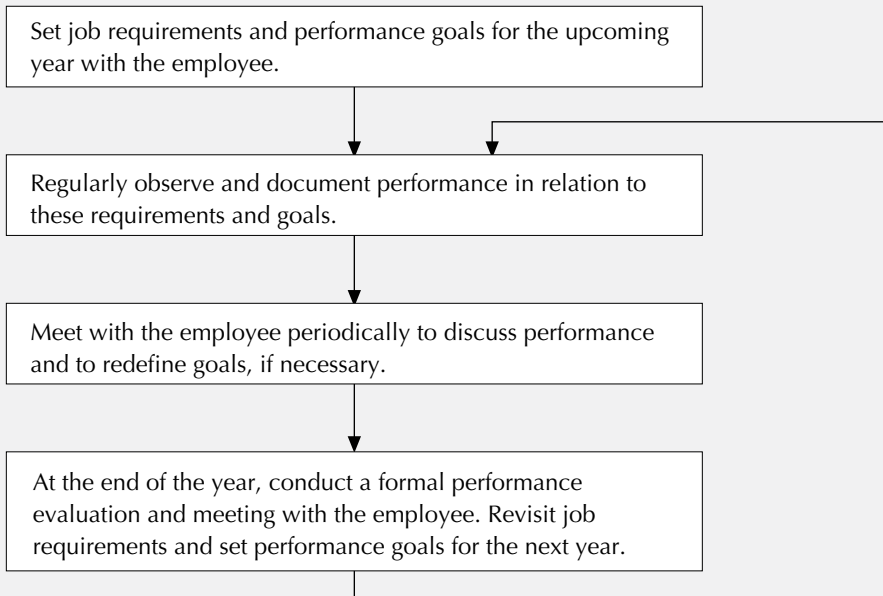 Set job requirements and performance goals for the upcoming
year with the employee.
Regularly observe and document performance in relation to
these requirements and goals.
Meet with the employee periodically to discuss performance
and to redefine goals, if necessary.
At the end of the year, conduct a formal performance
evaluation and meeting with the employee. Revisit job
requirements and set performance goals for the next year.